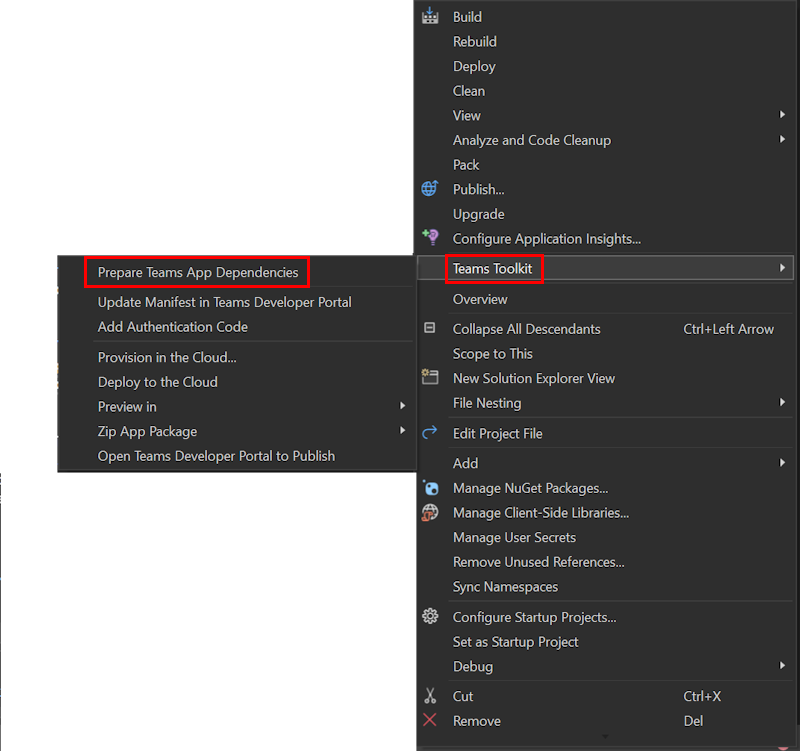 Build
Rebuild
Deploy
Clean
View
Analyze and Code Cleanup
Pack
Publish...
Upgrade
Configure Application Insights...
Teams Toolkit
Prepare Teams App Dependencies
Update Manifest in Teams Developer Portal
Add Authentication Code
Provision in the Cloud...
Deploy to the Cloud
Preview in
Zip App Package
Open Teams Developer Portal to Publish
Overview
Collapse All Descendants Ctrl+Left Arrow
Scope to This
New Solution Explorer View
File Nesting
Edit Project File
Add
Manage NuGet Packages...
Manage Client-Side Libraries...
Manage User Secrets
Remove Unused References...
Sync Namespaces
Configure Startup Projects...
Set as Startup Project
Debug
Cut Ctrl+X
Remove Del